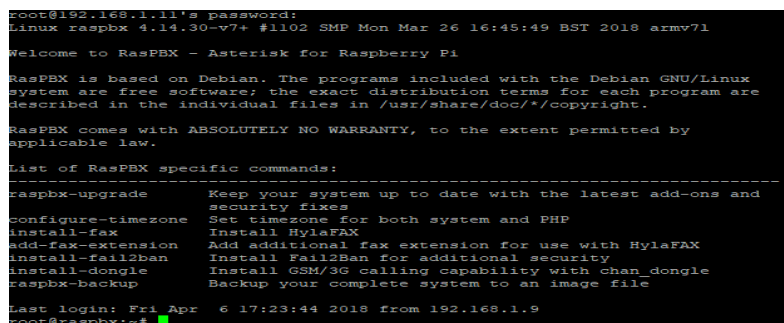 root@192.168.1.11's password:
Linux raspbx 4.14.30-v7+ #1102 SMP Mon Mar 26 16:45:49 BST 2018 armv7l
Welcome to RasPBX - Asterisk for Raspberry Pi
RasPBX is based on Debian. The programs included with the Debian GNU/Linux
system are free software; the exact distribution terms for each program are
described in the individual files in /usr/share/doc/*/copyright.
RasPBX comes with ABSOLUTELY NO WARRANTY, to the extent permitted by
applicable law.
List of RasPBX specific commands:
-----------------------------------------------------------------------------
raspbx-upgrade Keep your system up to date with the latest add-ons and
security fixes
configure-timezone Set timezone for both system and PHP
install-fax Install HylaFAX
add-fax-extension Add additional fax extension for use with HylaFAX
install-fail2ban Install Fail2Ban for additional security
install-dongle Install GSM/3G calling capability with chan_dongle
raspbx-backup Backup your complete system to an image file
Last login: Fri Apr 6 17:23:44 2018 from 192.168.1.9
root@raspbx:~#